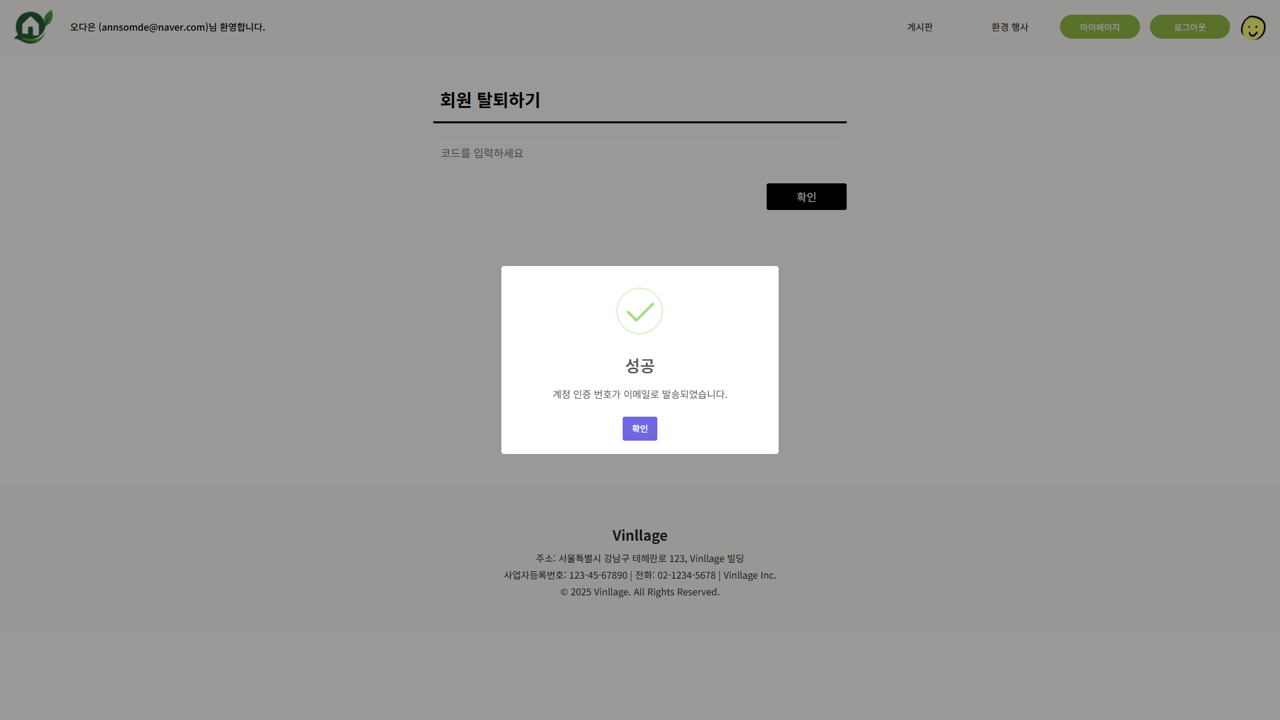 오다은 (annsomde@naver.com)님 환영합니다.
게시판
환경 행사
마이페이지
로그아웃
회원 탈퇴하기
코드를 입력하세요
확인
성공
계정 인증 번호가 이메일로 발송되었습니다.
확인
Vinllage
주소: 서울특별시 강남구 테헤란로 123, Vinllage 빌딩
사업자등록번호: 123-45-67890 | 전화: 02-1234-5678 | Vinllage Inc.
© 2025 Vinllage. All Rights Reserved.